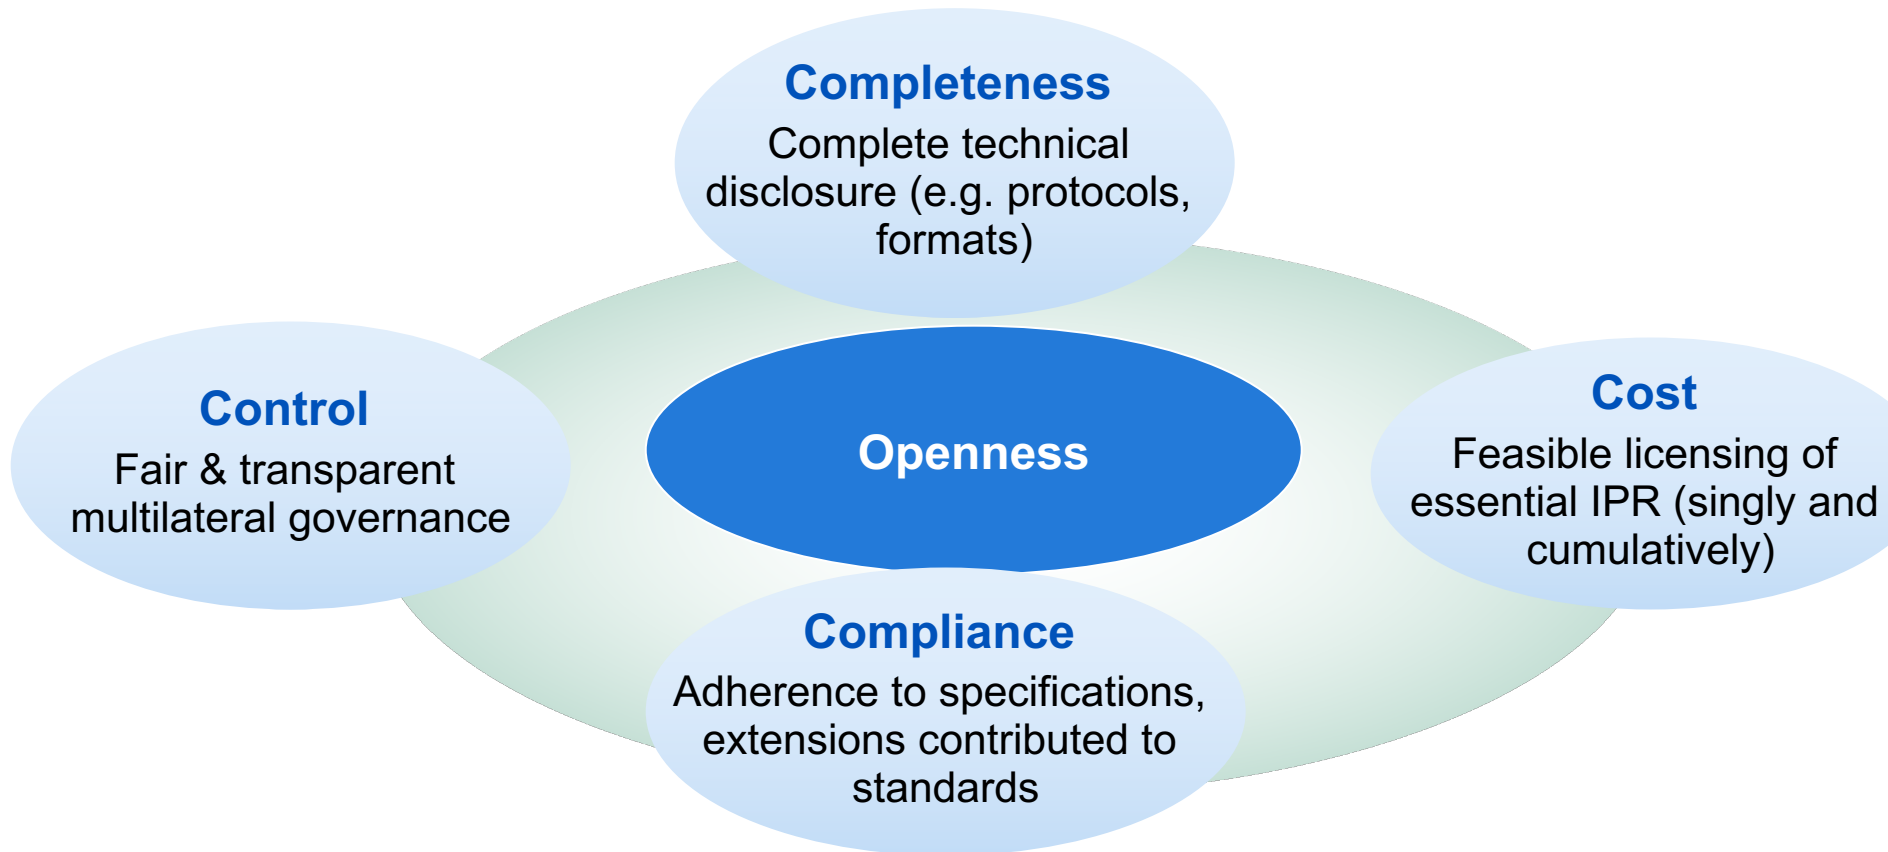 Completeness
Complete technical
disclosure (e.g. protocols,
formats)
Control
Fair & transparent
multilateral governance
Openness
Cost
Feasible licensing of
essential IPR (singly and
cumulatively)
Compliance
Adherence to specifications,
extensions contributed to
standards